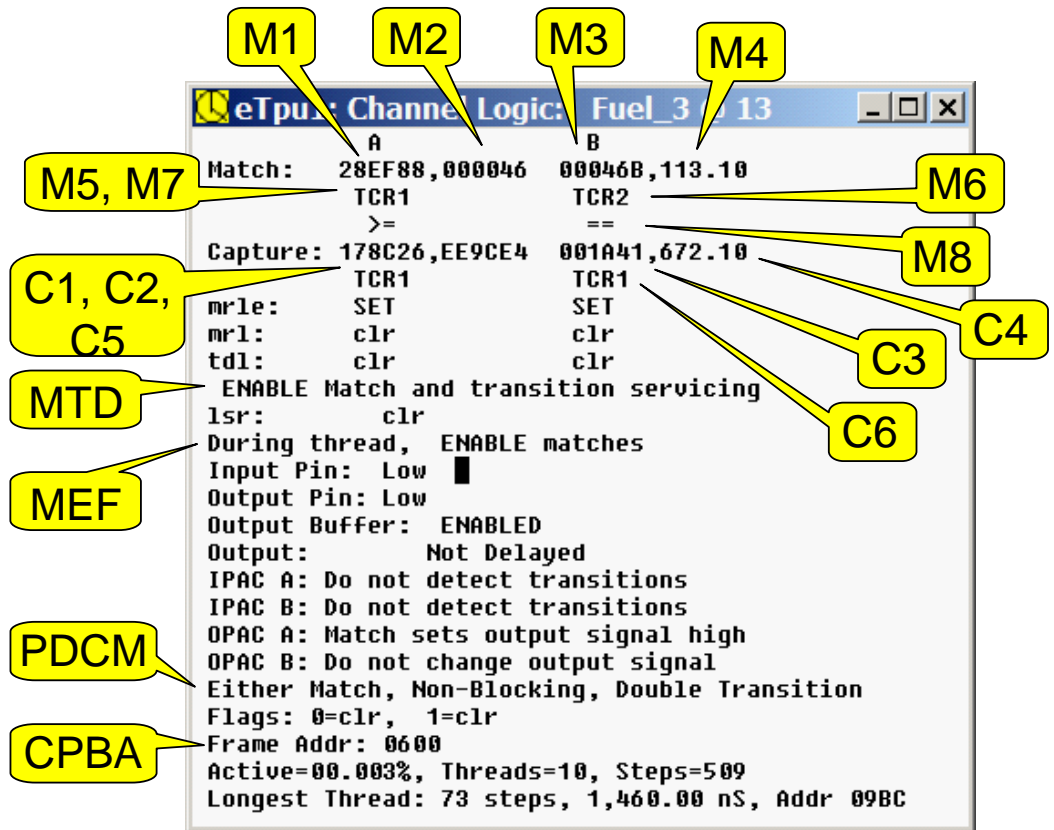 M1
M2
M3
M4
eTpu1: Channel Logic: Fuel_3 @ 13
A B
Match: 28EF88,000046 00046B,113.10
M5, M7
M6
TCR1 TCR2
>= ==
M8
Capture: 178C26,EE9CE4 001A41,672.10
TCR1 TCR1
C1, C2,
C5
C4
C3
C6
mrle: SET SET
mrl: clr clr
tdl: clr clr
MTD
ENABLE Match and transition servicing
lsr: clr
MEF
During thread, ENABLE matches
Input Pin: Low
Output Pin: Low
Output Buffer: ENABLED
Output: Not Delayed
IPAC A: Do not detect transitions
IPAC B: Do not detect transitions
OPAC A: Match sets output signal high
OPAC B: Do not change output signal
PDCM
Either Match, Non-Blocking, Double Transition
Flags: 0=clr, 1=clr
CPBA
Frame Addr: 0600
Active=00.003%, Threads=10, Steps=509
Longest Thread: 73 steps, 1,460.00 nS, Addr 09BC